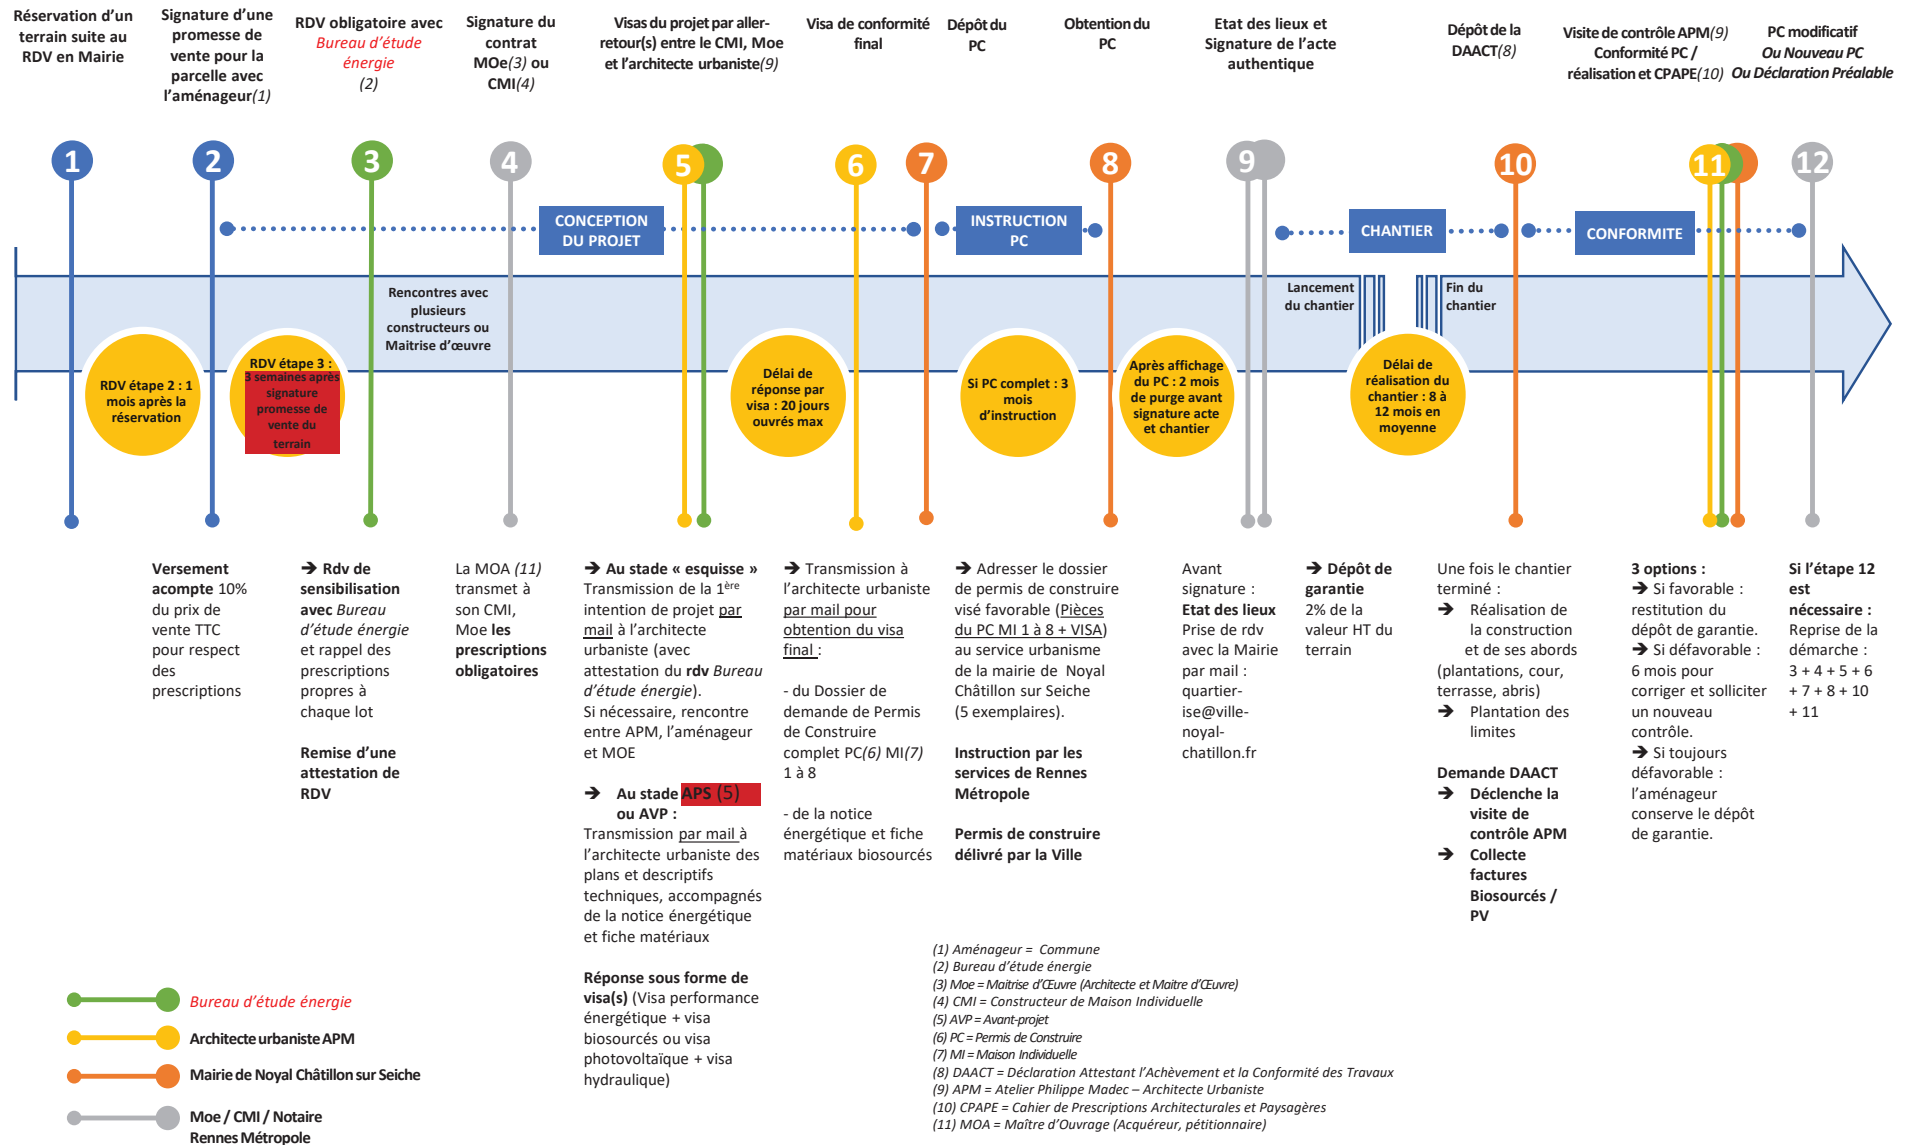 Réservation d’un
terrain suite au
RDV en Mairie
Signature d’une
promesse de
vente pour la
parcelle avec
l’aménageur(1)
RDV obligatoire avec
Bureau d’étude
énergie
(2)
Signature du
contrat
MOe(3) ou
CMI(4)
Visas du projet par aller-
retour(s) entre le CMI, Moe
et l’architecte urbaniste(9)
Visa de conformité
final
Dépôt du
PC
Obtention du
PC
Etat des lieux et
Signature de l’acte
authentique
Dépôt de la
DAACT(8)
Visite de contrôle APM(9)
Conformité PC /
réalisation et CPAPE(10)
PC modificatif
Ou Nouveau PC
Ou Déclaration Préalable
1
2
3
4
5
6
7
8
9
10
11
12
CONCEPTION
DU PROJET
INSTRUCTION
PC
CHANTIER
CONFORMITE
Rencontres avec
plusieurs
constructeurs ou
Maitrise d’œuvre
Lancement
du chantier
Fin du
chantier
RDV étape 2 : 1
mois après la
réservation
RDV étape 3 :
3 semaines après
signature
promesse de
vente du
terrain
Délai de
réponse par
visa : 20 jours
ouvrés max
Si PC complet : 3
mois
d’instruction
Après affichage
du PC : 2 mois
de purge avant
signature acte
et chantier
Délai de
réalisation du
chantier : 8 à
12 mois en
moyenne
Versement
acompte 10%
du prix de
vente TTC
pour respect
des
prescriptions
➔ Rdv de
sensibilisation
avec Bureau
d’étude énergie
et rappel des
prescriptions
propres à
chaque lot
Remise d’une
attestation de
RDV
La MOA (11)
transmet à
son CMI,
Moe les
prescriptions
obligatoires
➔ Au stade « esquisse »
Transmission de la 1ère
intention de projet par
mail à l’architecte
urbaniste (avec
attestation du rdv Bureau
d’étude énergie).
Si nécessaire, rencontre
entre APM, l’aménageur
et MOE
➔ Au stade APS (5)
ou AVP :
Transmission par mail à
l’architecte urbaniste des
plans et descriptifs
techniques, accompagnés
de la notice énergétique
et fiche matériaux
Réponse sous forme de
visa(s) (Visa performance
énergétique + visa
biosourcés ou visa
photovoltaïque + visa
hydraulique)
➔ Transmission à
l’architecte urbaniste
par mail pour
obtention du visa
final :
- du Dossier de
demande de Permis
de Construire
complet PC(6) MI(7)
1 à 8
- de la notice
énergétique et fiche
matériaux biosourcés
➔ Adresser le dossier
de permis de construire
visé favorable (Pièces
du PC MI 1 à 8 + VISA)
au service urbanisme
de la mairie de Noyal
Châtillon sur Seiche
(5 exemplaires).
Instruction par les
services de Rennes
Métropole
Permis de construire
délivré par la Ville
Avant
signature :
Etat des lieux
Prise de rdv
avec la Mairie
par mail :
quartier-
ise@ville-
noyal-
chatillon.fr
➔ Dépôt de
garantie
2% de la
valeur HT du
terrain
Une fois le chantier
terminé :
➔ Réalisation de
la construction
et de ses abords
(plantations, cour,
terrasse, abris)
➔ Plantation des
limites
Demande DAACT
➔ Déclenche la
visite de
contrôle APM
➔ Collecte
factures
Biosourcés /
PV
3 options :
➔ Si favorable :
restitution du
dépôt de garantie.
➔ Si défavorable :
6 mois pour
corriger et solliciter
un nouveau
contrôle.
➔ Si toujours
défavorable :
l’aménageur
conserve le dépôt
de garantie.
Si l’étape 12
est
nécessaire :
Reprise de la
démarche :
3 + 4 + 5 + 6
+ 7 + 8 + 10
+ 11
Bureau d’étude énergie
Architecte urbaniste APM
Mairie de Noyal Châtillon sur Seiche
Moe / CMI / Notaire
Rennes Métropole
(1) Aménageur = Commune
(2) Bureau d’étude énergie
(3) Moe = Maitrise d’Œuvre (Architecte et Maitre d’Œuvre)
(4) CMI = Constructeur de Maison Individuelle
(5) AVP = Avant-projet
(6) PC = Permis de Construire
(7) MI = Maison Individuelle
(8) DAACT = Déclaration Attestant l’Achèvement et la Conformité des Travaux
(9) APM = Atelier Philippe Madec – Architecte Urbaniste
(10) CPAPE = Cahier de Prescriptions Architecturales et Paysagères
(11) MOA = Maître d’Ouvrage (Acquéreur, pétitionnaire)